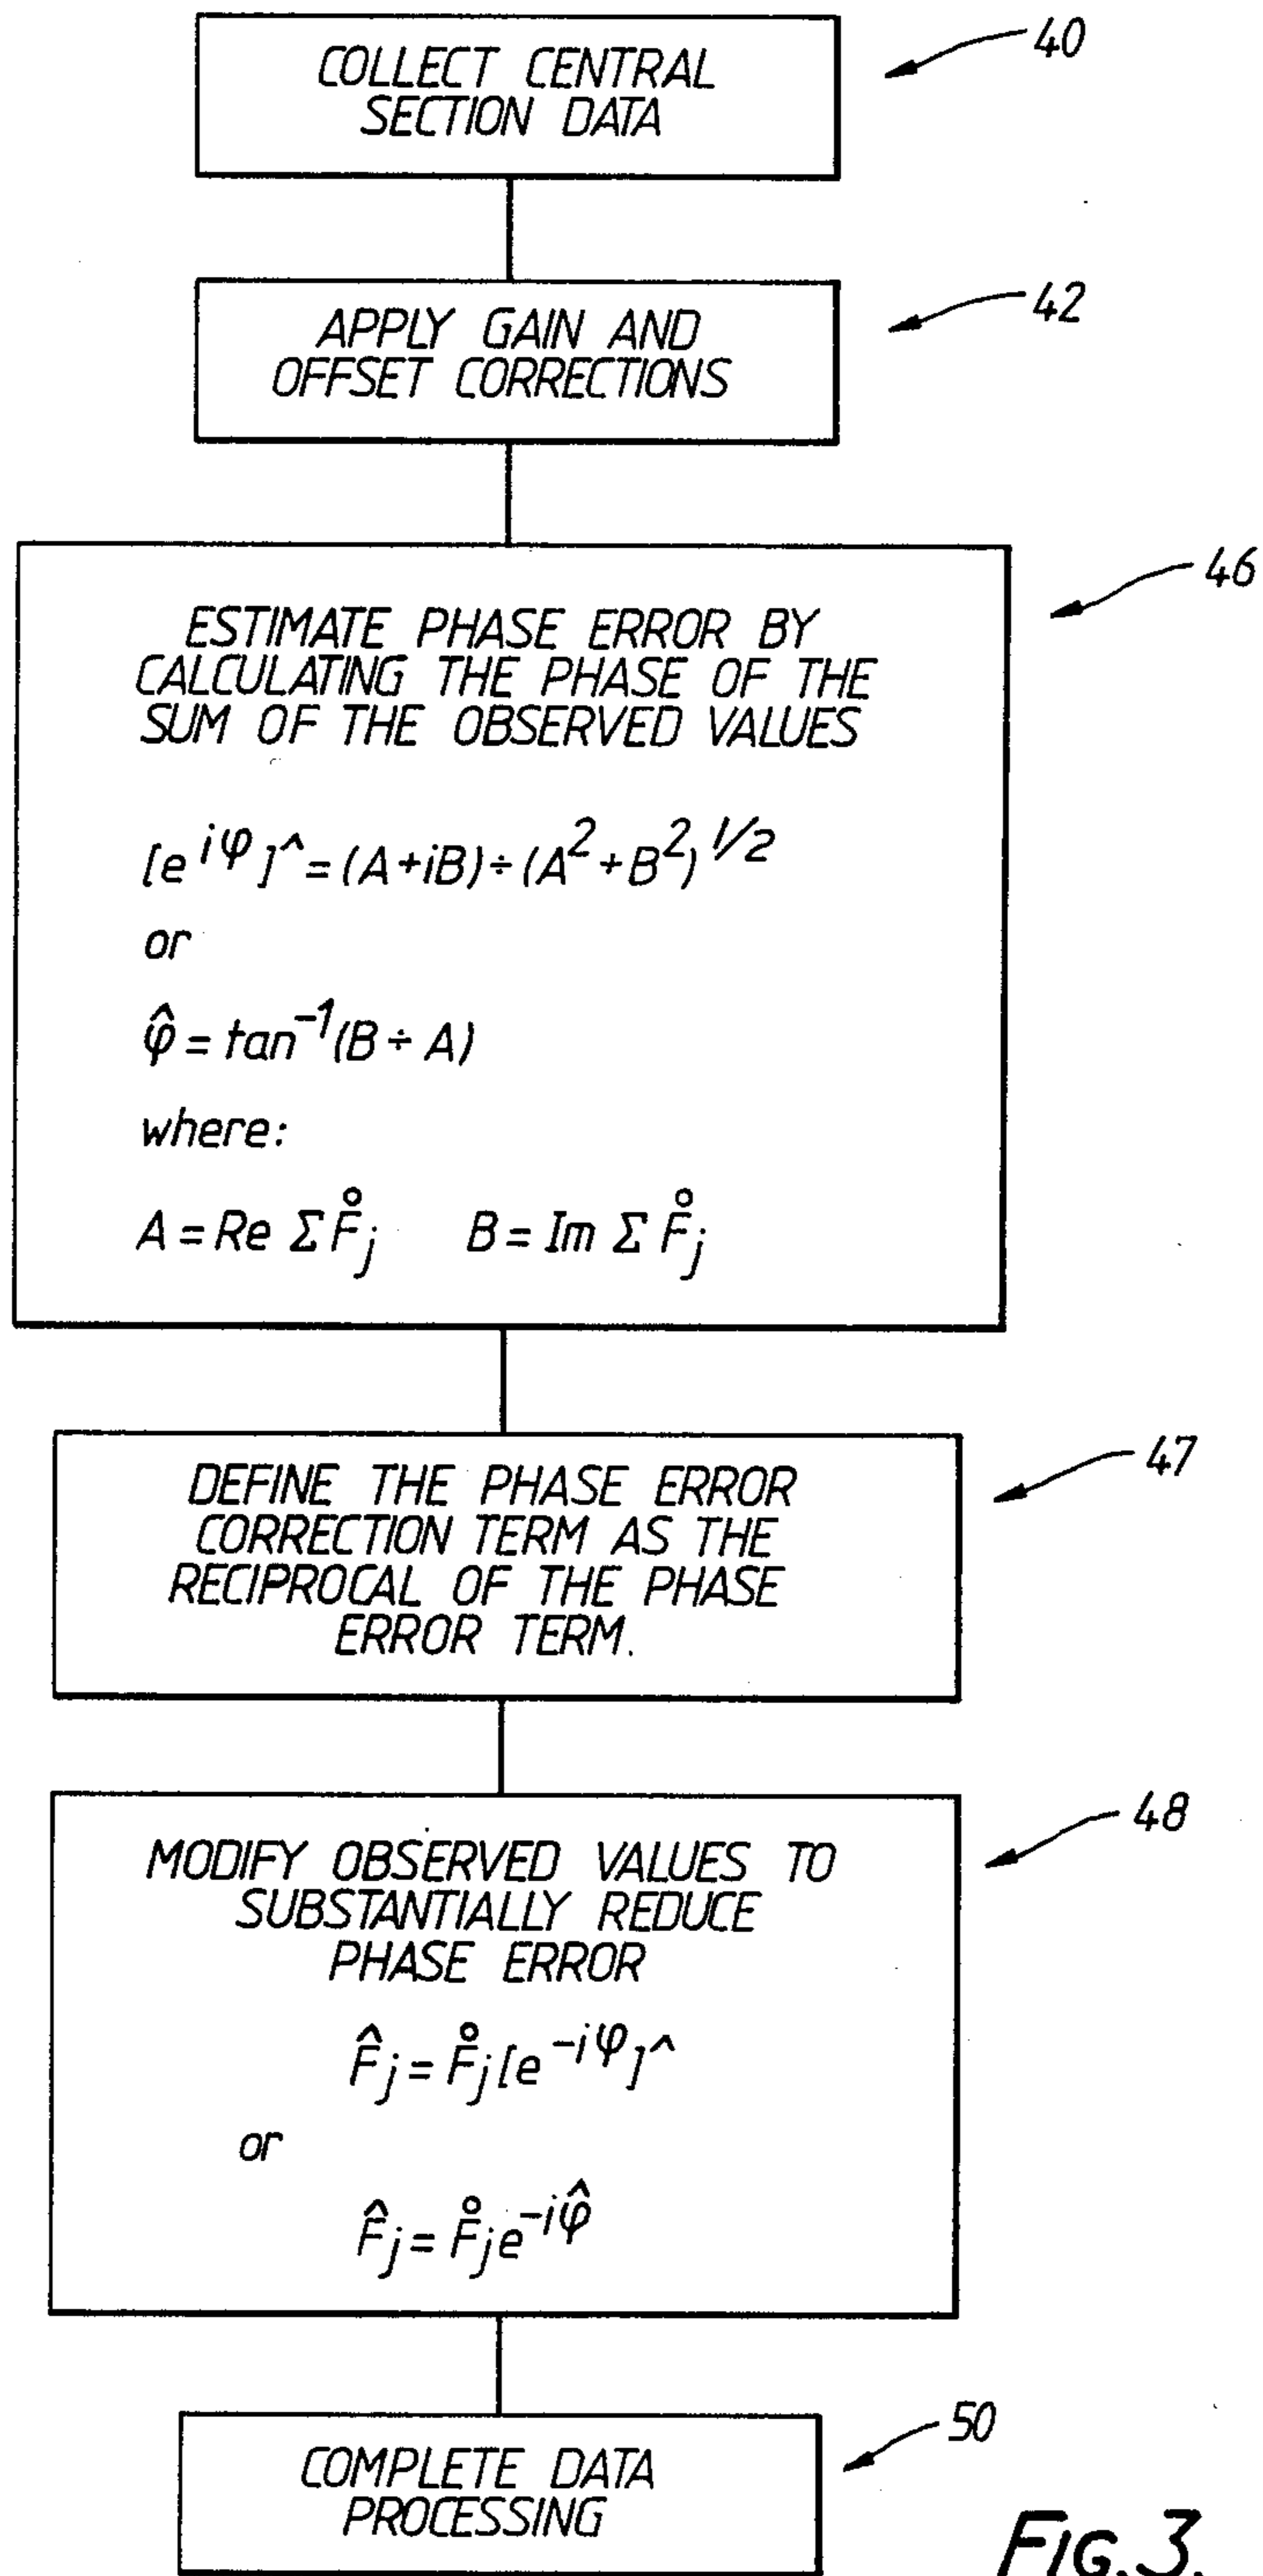 COLLECT CENTRAL
SECTION DATA
40
APPLY GAIN AND
OFFSET CORRECTIONS
42
46
ESTIMATE PHASE ERROR BY
CALCULATING THE PHASE OF THE
SUM OF THE OBSERVED VALUES
[e^{iφ}]^ = (A+iB) ÷ (A² + B²)^{1/2}
or
φ̂ = tan⁻¹(B ÷ A)
where:
A = Re Σ F̊_j   B = Im Σ F̊_j
47
DEFINE THE PHASE ERROR
CORRECTION TERM AS THE
RECIPROCAL OF THE PHASE
ERROR TERM.
48
MODIFY OBSERVED VALUES TO
SUBSTANTIALLY REDUCE
PHASE ERROR
F̂_j = F̊_j [e^{-iφ}]^
or
F̂_j = F̊_j e^{-iφ̂}
50
COMPLETE DATA
PROCESSING
FIG.3.